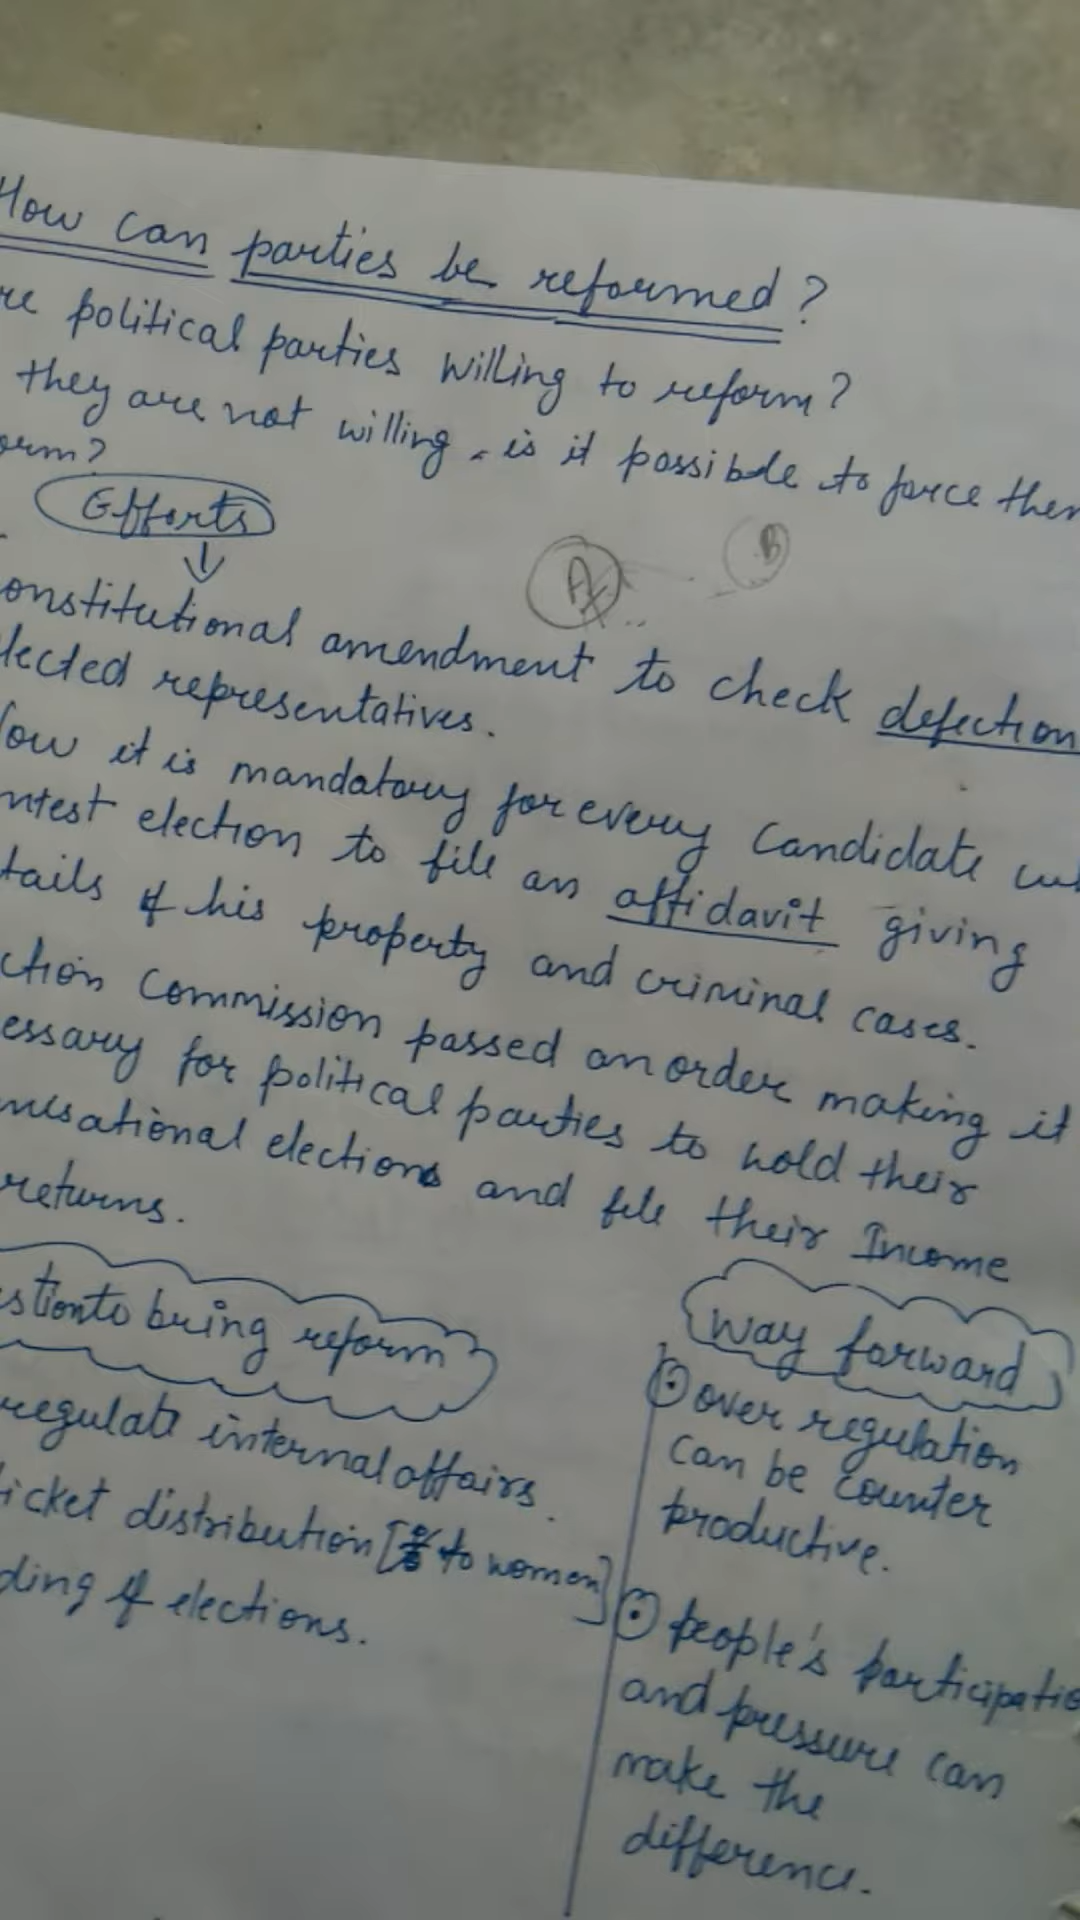 How can parties be reformed?
re political parties willing to reform?
they are not willing, is it possible to force them
orm?
Efforts
A
B
onstitutional amendment to check defection
lected representatives.
Now it is mandatory for every candidate
ntest election to file an affidavit giving
tails of his property and criminal cases.
ction Commission passed an order making it
essary for political parties to hold their
nisational elections and file their Income
returns.
stion to bring reform
regulate internal affairs.
icket distribution [ to women]
ding of elections.
Way forward
over regulation
can be counter
productive.
people's participatio
and pressure can
make the
difference.